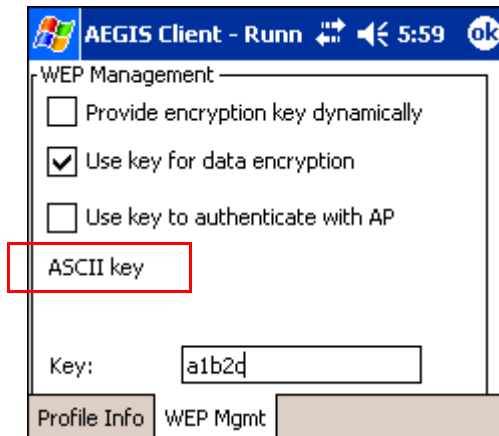 AEGIS Client - Runn 5:59 ok
WEP Management
Provide encryption key dynamically
Use key for data encryption
Use key to authenticate with AP
ASCII key
Key: a1b2d
Profile Info WEP Mgmt